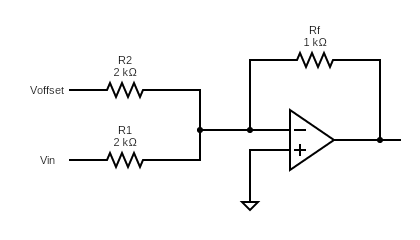 Rf
1 kΩ
R2
2 kΩ
Voffset
R1
2 kΩ
Vin